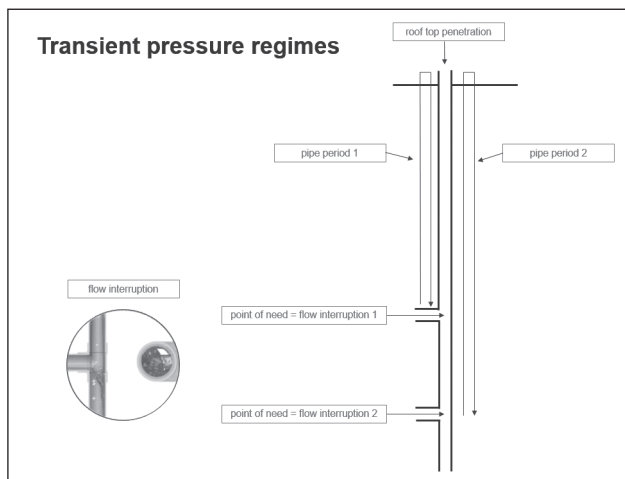 Transient pressure regimes
roof top penetration
pipe period 1
pipe period 2
flow interruption
point of need = flow interruption 1
point of need = flow interruption 2